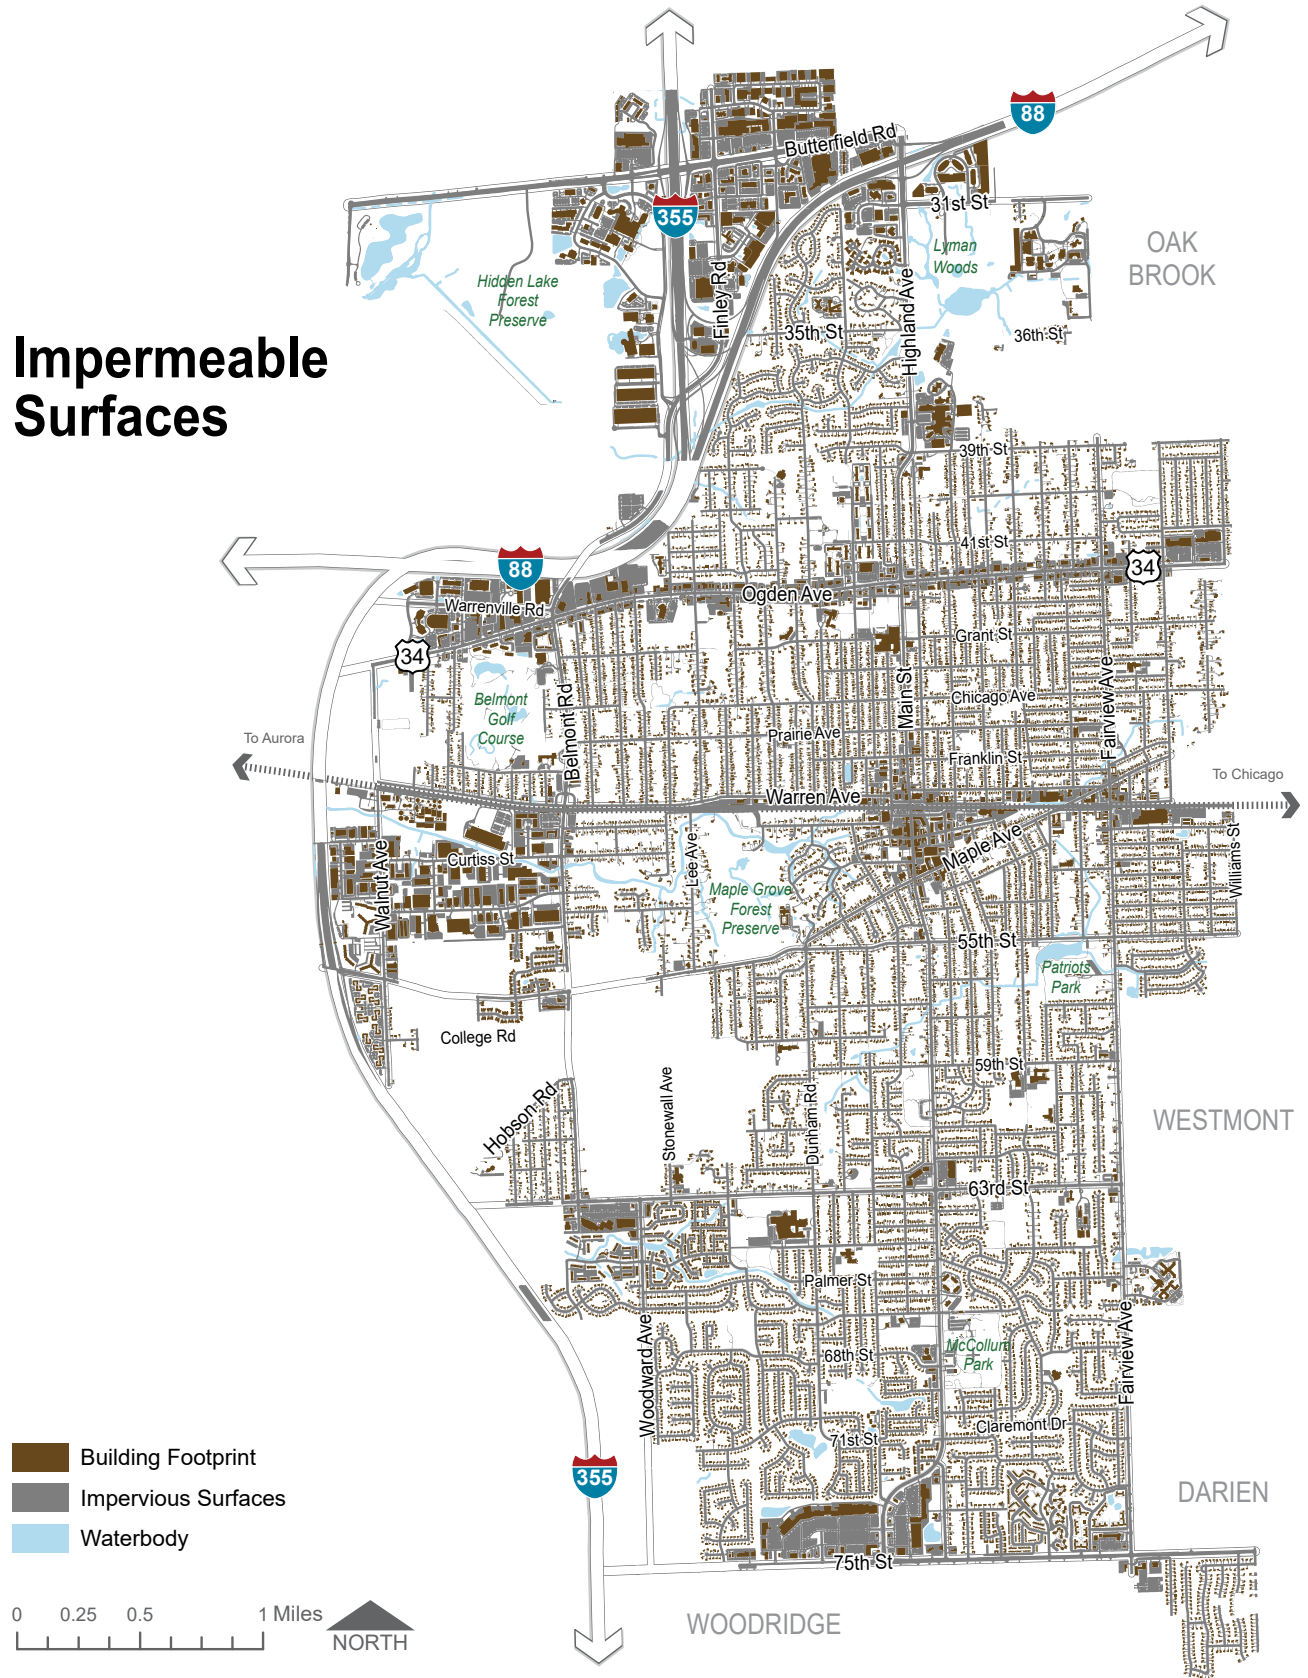 88
Butterfield Rd
355
31st St
OAK
BROOK
Lyman
Woods
Hidden Lake
Forest
Preserve
Finley Rd
Highland Ave
35th St
36th St
Impermeable
Surfaces
39th St
41st St
88
34
Warrenville Rd
Ogden Ave
34
Grant St
Belmont
Golf
Course
Belmont Rd
Main St
Chicago Ave
Fairview Ave
To Aurora
Prairie Ave
Franklin St
To Chicago
Warren Ave
Maple Ave
Curtiss St
Walnut Ave
Lee Ave
Williams St
Maple Grove
Forest
Preserve
55th St
Patriots
Park
College Rd
59th St
Hobson Rd
Stonewall Ave
Dunham Rd
WESTMONT
63rd St
Palmer St
Woodward Ave
68th St
McCollum
Park
Fairview Ave
71st St
Claremont Dr
Building Footprint
355
Impervious Surfaces
DARIEN
Waterbody
75th St
0 0.25 0.5 1 Miles
NORTH
WOODRIDGE